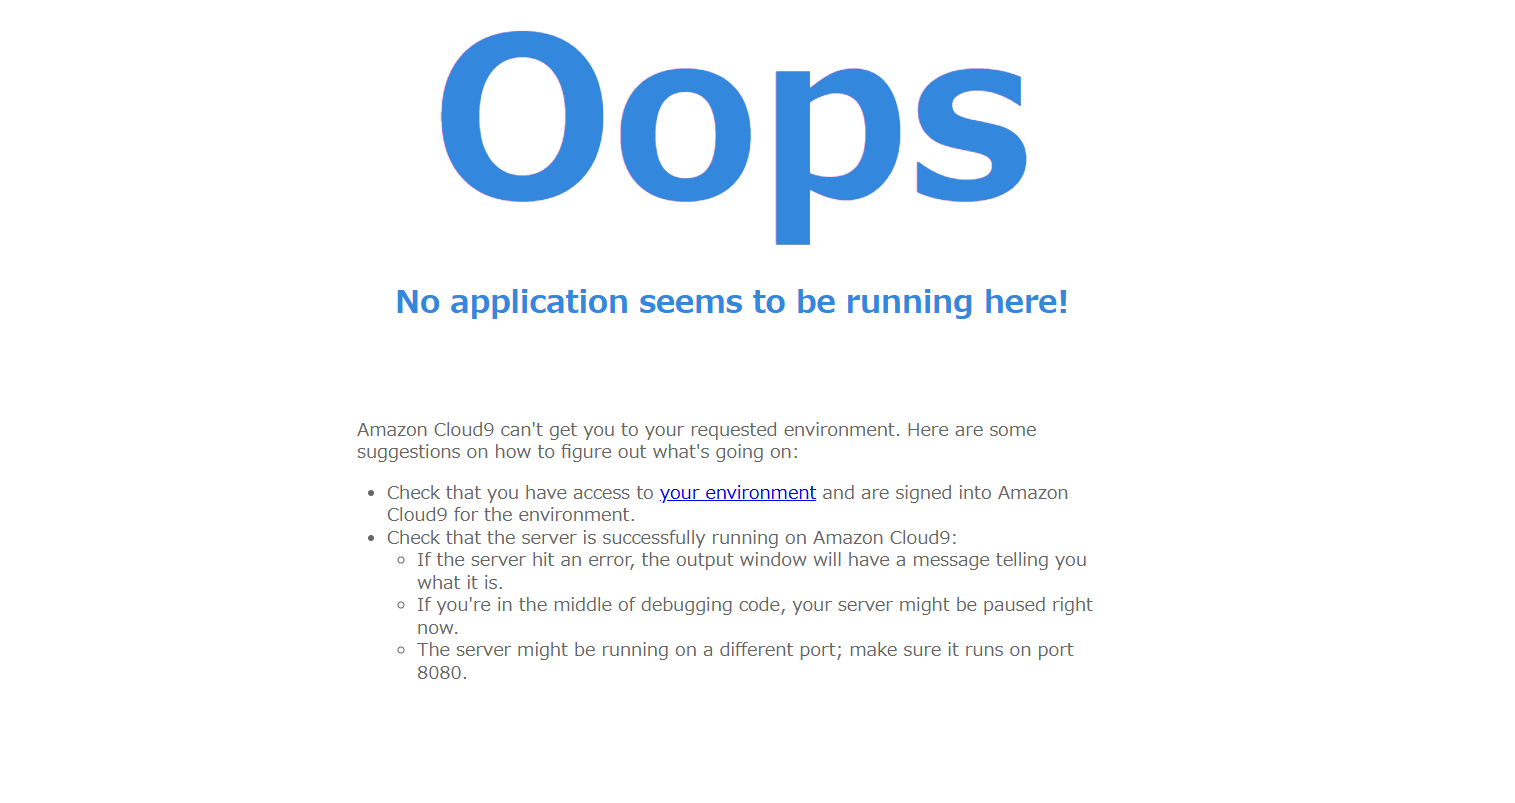 Oops
No application seems to be running here!
Amazon Cloud9 can't get you to your requested environment. Here are some
suggestions on how to figure out what's going on:
• Check that you have access to your environment and are signed into Amazon
Cloud9 for the environment.
• Check that the server is successfully running on Amazon Cloud9:
◦ If the server hit an error, the output window will have a message telling you
what it is.
◦ If you're in the middle of debugging code, your server might be paused right
now.
◦ The server might be running on a different port; make sure it runs on port
8080.